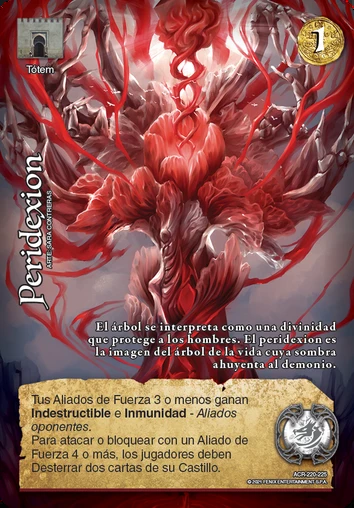 1
Tótem
Peridexion
ARTE: SARA CONTRERAS
El árbol se interpreta como una divinidad
que protege a los hombres. El peridexion es
la imagen del árbol de la vida cuya sombra
ahuyenta al demonio.
Tus Aliados de Fuerza 3 o menos ganan
Indestructible e Inmunidad - Aliados
oponentes.
Para atacar o bloquear con un Aliado de
Fuerza 4 o más, los jugadores deben
Desterrar dos cartas de su Castillo.
ACR-220-225
© 2021 FENIX ENTERTAINMENT S.P.A.